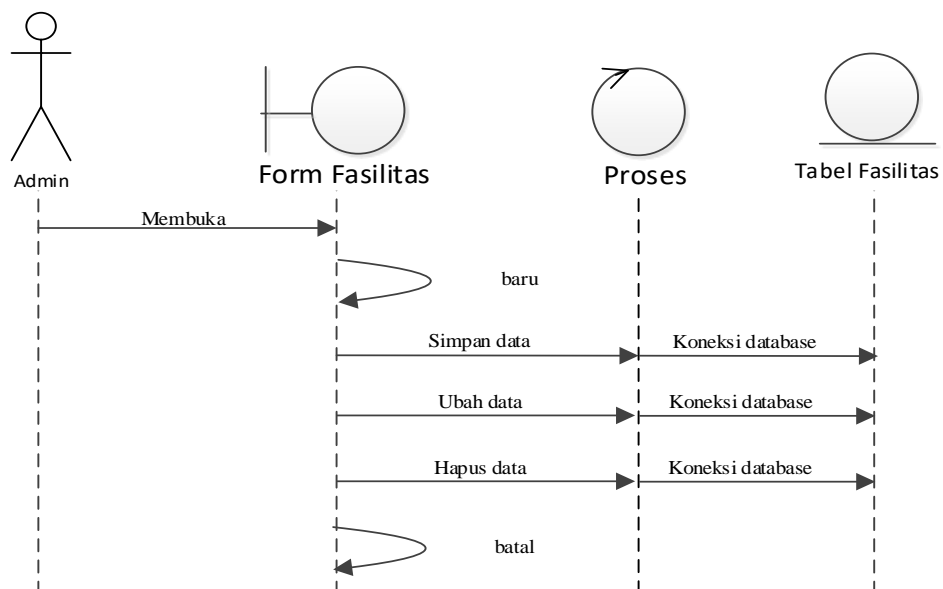 Admin
Form Fasilitas
Proses
Tabel Fasilitas
Membuka
baru
Simpan data
Koneksi database
Ubah data
Koneksi database
Hapus data
Koneksi database
batal